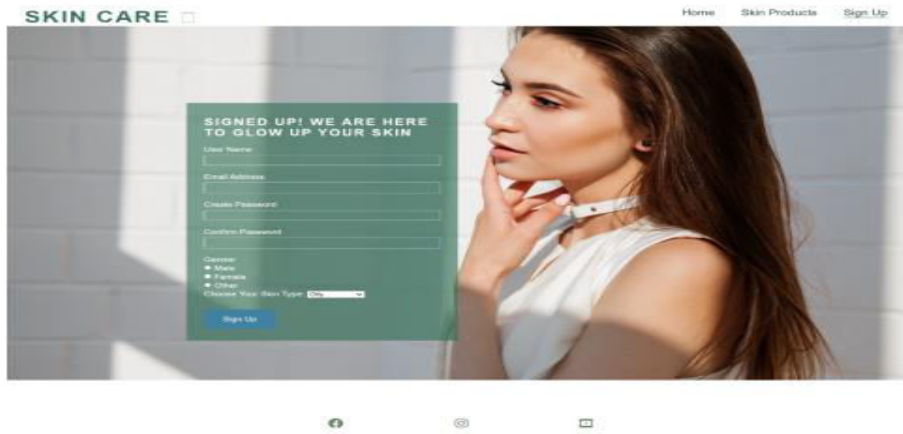 SKIN CARE
Home Skin Products Sign Up
SIGNED UP! WE ARE HERE
TO GLOW UP YOUR SKIN
User Name
Email Address
Create Password
Confirm Password
Gender
Male
Female
Other
Choose Your Skin Type
Sign Up